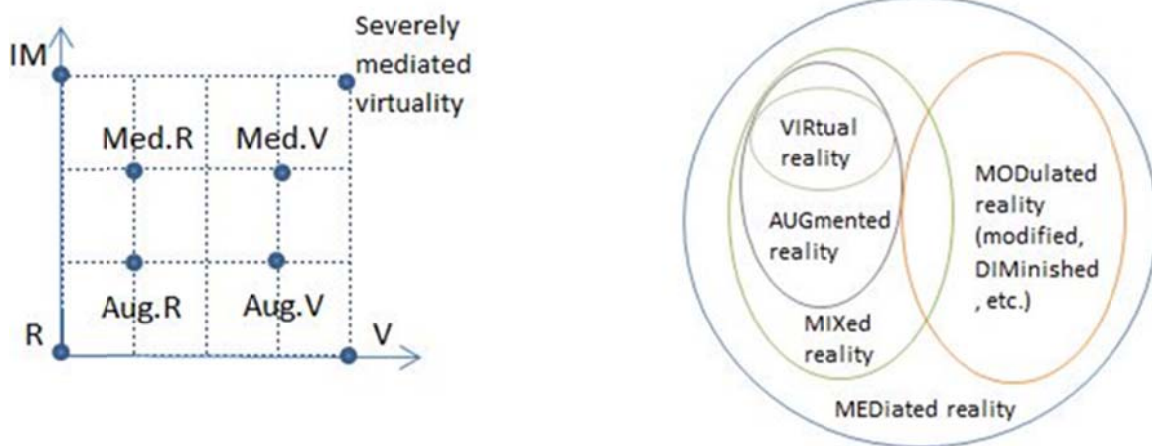 Severely
mediated
virtuality
IM
Med.R
Med.V
Aug.R
Aug.V
R
V
VIRtual
reality
AUGmented
reality
MIXed
reality
MODulated
reality
(modified,
DIMinished
, etc.)
MEDiated reality